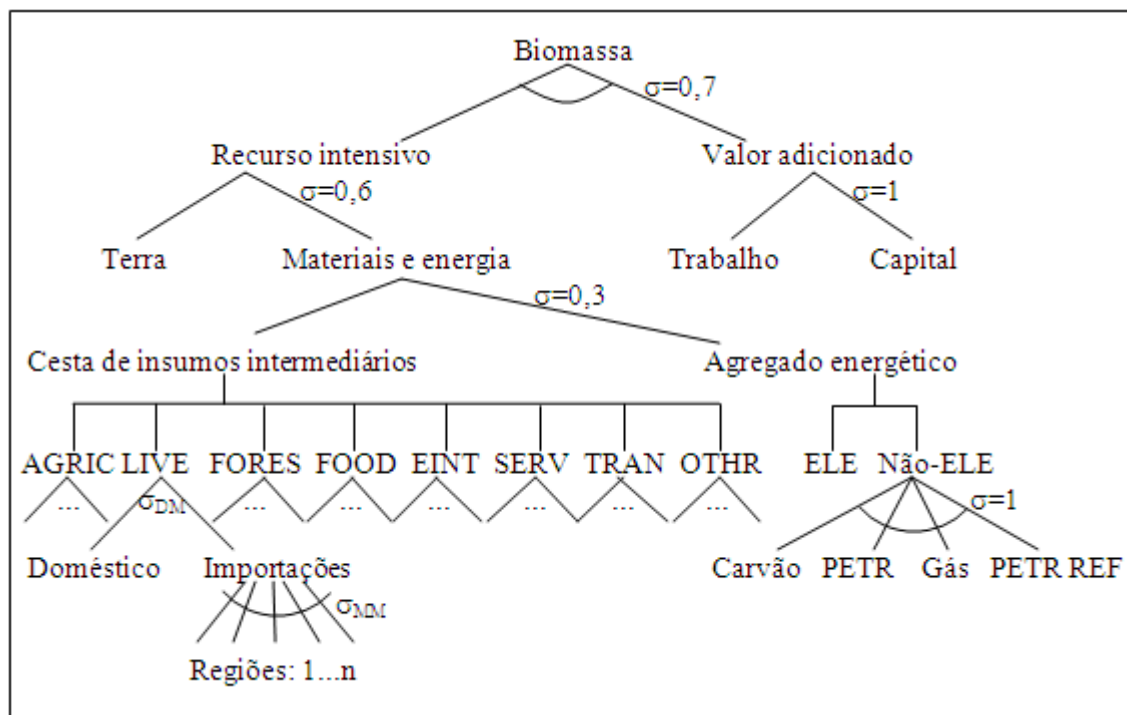 Biomassa
σ=0,7
Recurso intensivo Valor adicionado
σ=0,6 σ=1
Terra Materiais e energia Trabalho Capital
σ=0,3
Cesta de insumos intermediários Agregado energético
AGRIC LIVE FORES FOOD EINT SERV TRAN OTHR ELE Não-ELE
... σDM ... ... ... ... ... ... σ=1
Doméstico Importações Carvão PETR Gás PETR REF
σMM
Regiões: 1...n